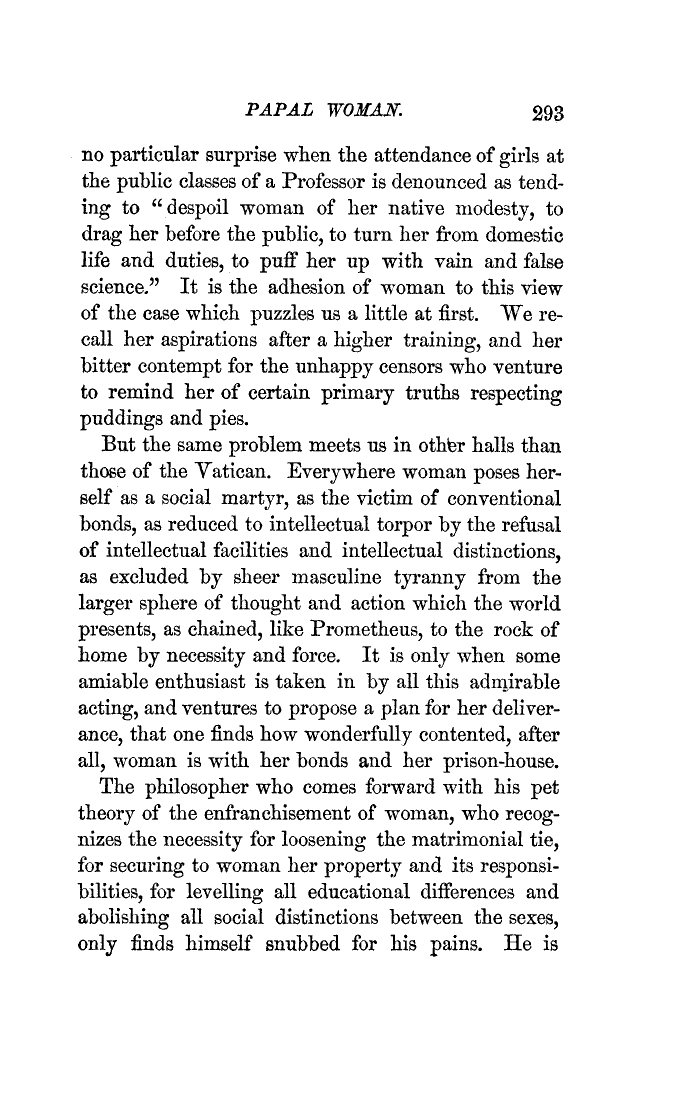 PAPAL WOMAN. 293
no particular surprise when the attendance of girls at
the public classes of a Professor is denounced as tend-
ing to “despoil woman of her native modesty, to
drag her before the public, to turn her from domestic
life and duties, to puff her up with vain and false
science.” It is the adhesion of woman to this view
of the case which puzzles us a little at first. We re-
call her aspirations after a higher training, and her
bitter contempt for the unhappy censors who venture
to remind her of certain primary truths respecting
puddings and pies.
But the same problem meets us in other halls than
those of the Vatican. Everywhere woman poses her-
self as a social martyr, as the victim of conventional
bonds, as reduced to intellectual torpor by the refusal
of intellectual facilities and intellectual distinctions,
as excluded by sheer masculine tyranny from the
larger sphere of thought and action which the world
presents, as chained, like Prometheus, to the rock of
home by necessity and force. It is only when some
amiable enthusiast is taken in by all this admirable
acting, and ventures to propose a plan for her deliver-
ance, that one finds how wonderfully contented, after
all, woman is with her bonds and her prison-house.
The philosopher who comes forward with his pet
theory of the enfranchisement of woman, who recog-
nizes the necessity for loosening the matrimonial tie,
for securing to woman her property and its responsi-
bilities, for levelling all educational differences and
abolishing all social distinctions between the sexes,
only finds himself snubbed for his pains. He is